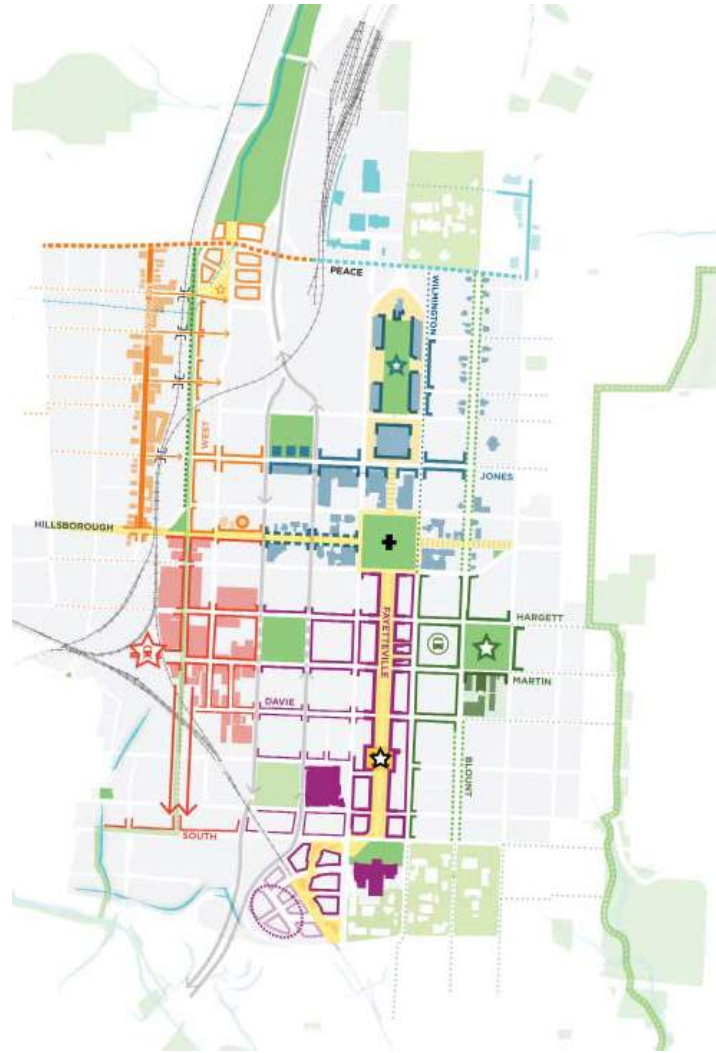 PEACE
WILMINGTON
WEST
JONES
HILLSBOROUGH
FAYETTEVILLE
HARGETT
MARTIN
DAVIE
BLOUNT
SOUTH